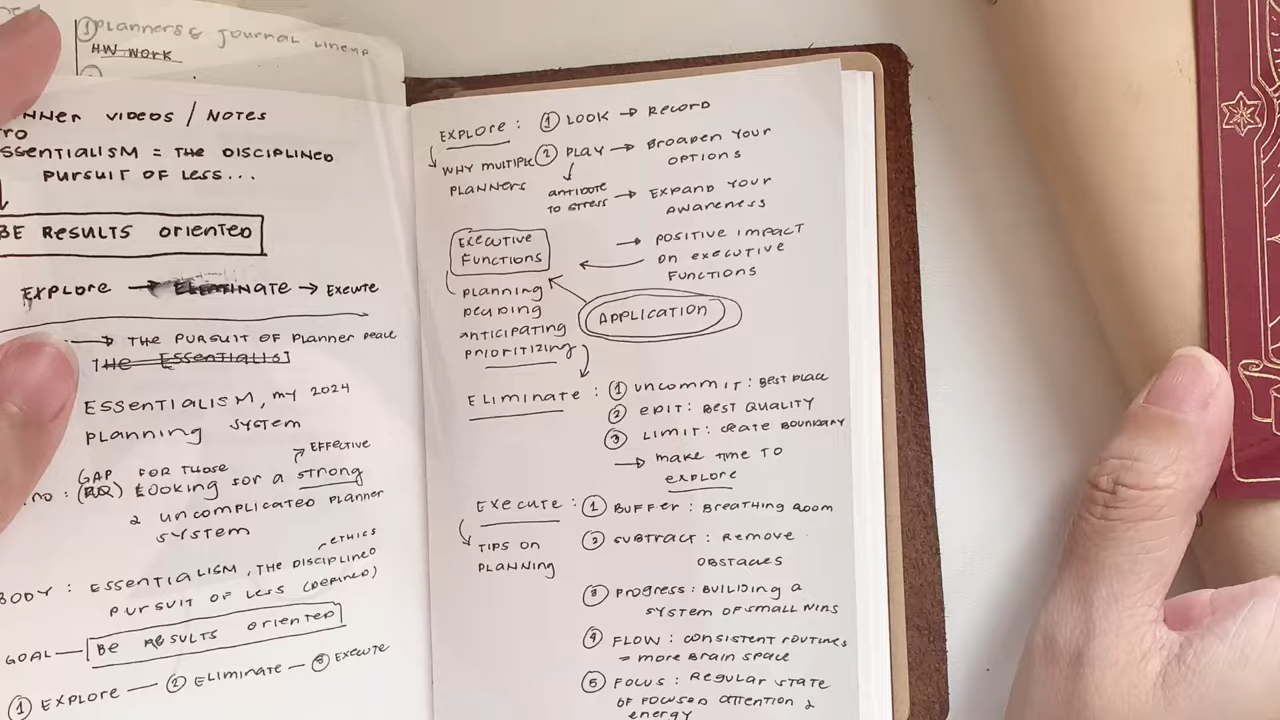 ① Planners & Journal Lineup
HW WORK
VIDEOS / NOTES
ESSENTIALISM = THE DISCIPLINED
PURSUIT OF LESS...
BE RESULTS ORIENTED
EXPLORE → ELIMINATE → EXECUTE
→ THE PURSUIT OF PLANNER PEACE
THE ESSENTIALIS
ESSENTIALISM, MY 2024
PLANNING SYSTEM
↗ EFFECTIVE
GAP FOR THOSE
LOOKING FOR A STRONG
& UNCOMPLICATED PLANNER
SYSTEM
ETHICS
BODY : ESSENTIALISM, THE DISCIPLINED
PURSUIT OF LESS (DEFINED)
GOAL — BE RESULTS ORIENTED
① EXPLORE — ② ELIMINATE — ③ EXECUTE
EXPLORE : ① LOOK → RECORD
↓ WHY MULTIPLE PLANNERS
② PLAY → BROADEN YOUR
OPTIONS
↓ ANTIDOTE TO STRESS
→ EXPAND YOUR
AWARENESS
→ POSITIVE IMPACT
ON EXECUTIVE
FUNCTIONS
EXECUTIVE
FUNCTIONS
PLANNING
DECIDING
ANTICIPATING
PRIORITIZING
APPLICATION
ELIMINATE : ① UNCOMMIT : BEST PLACE
② EDIT : BEST QUALITY
③ LIMIT : CREATE BOUNDARY
→ MAKE TIME TO
EXPLORE
EXECUTE : ① BUFFER : BREATHING ROOM
↳ TIPS ON
PLANNING
② SUBTRACT : REMOVE
OBSTACLES
③ PROGRESS : BUILDING A
SYSTEM OF SMALL WINS
④ FLOW : CONSISTENT ROUTINES
= MORE BRAIN SPACE
⑤ FOCUS : REGULAR STATE
OF FOCUSED ATTENTION &
ENERGY